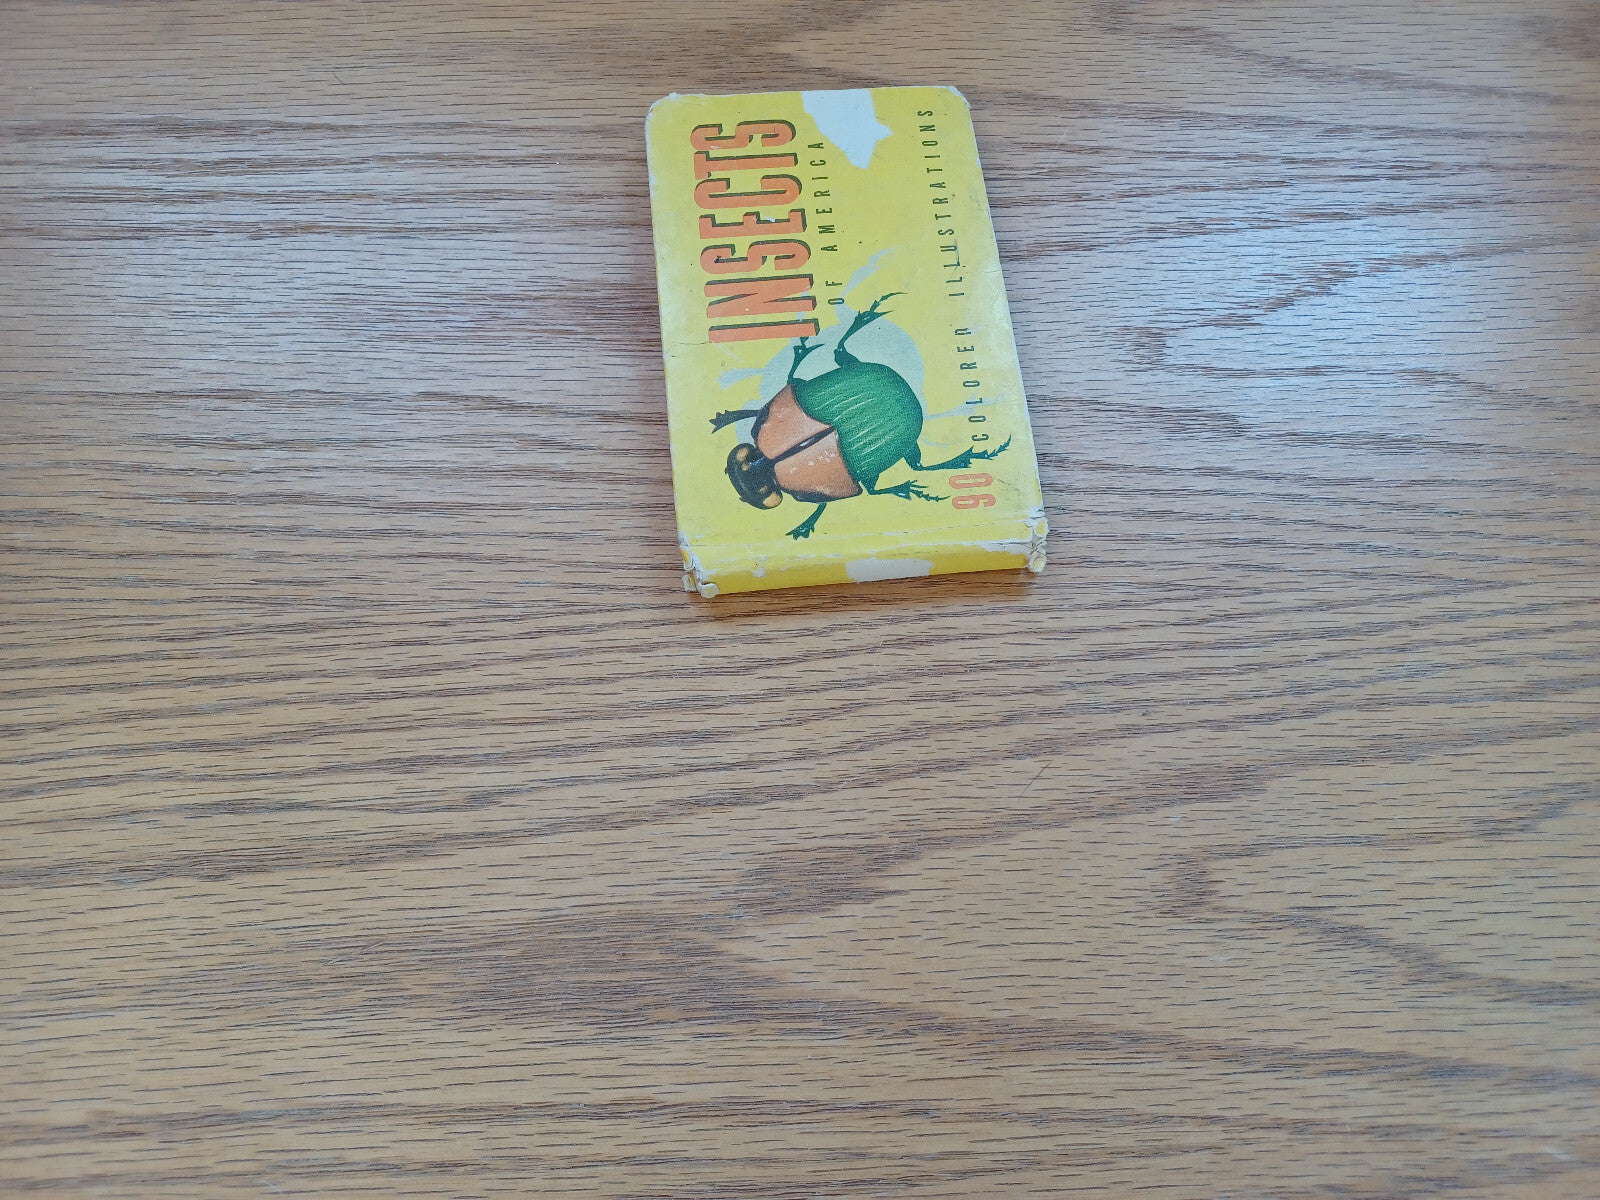 INSECTS
OF AMERICA
90 COLORED ILLUSTRATIONS